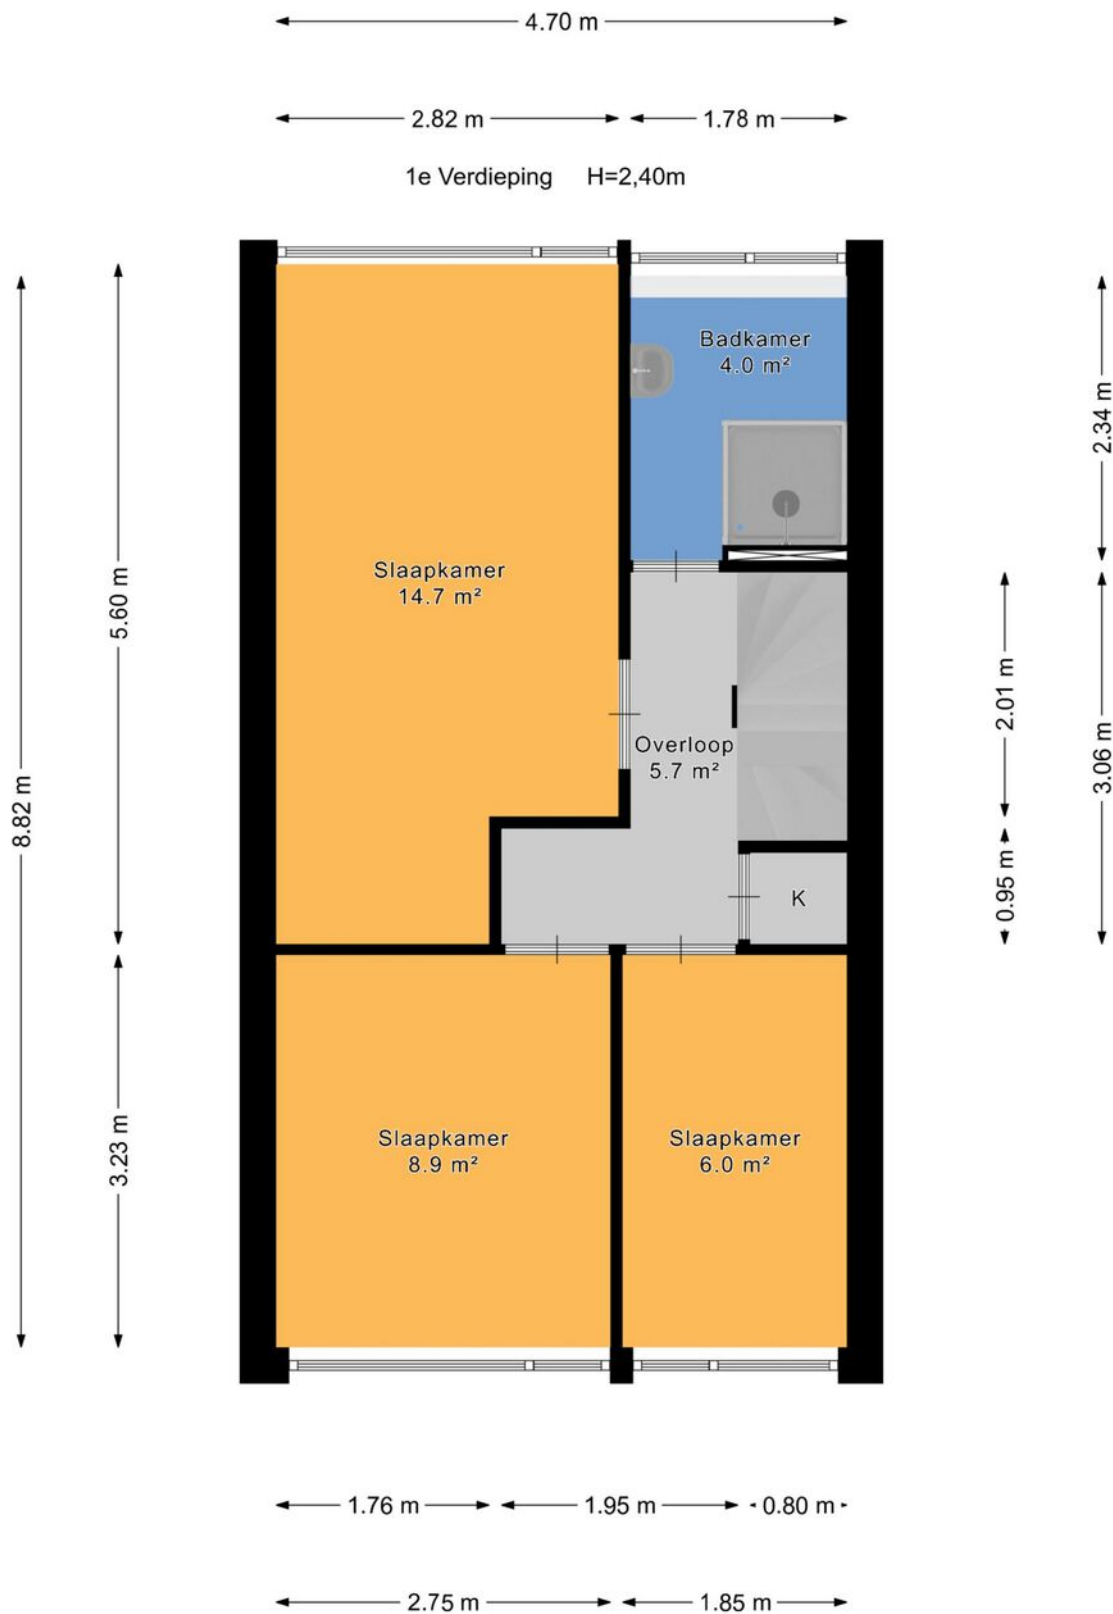 4.70 m
2.82 m
1.78 m
1e Verdieping H=2,40m
Badkamer
4.0 m²
2.34 m
5.60 m
Slaapkamer
14.7 m²
2.01 m
3.06 m
Overloop
5.7 m²
8.82 m
0.95 m
K
3.23 m
Slaapkamer
8.9 m²
Slaapkamer
6.0 m²
1.76 m
1.95 m
0.80 m
2.75 m
1.85 m